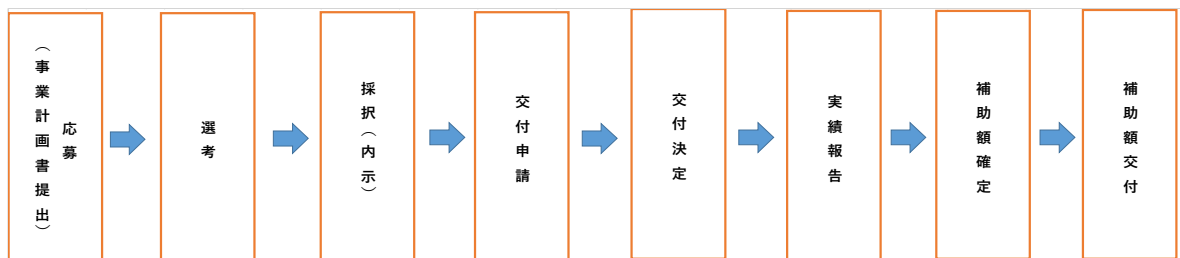 応募
（事業計画書提出）
選考
採択（内示）
交付申請
交付決定
実績報告
補助額確定
補助額交付